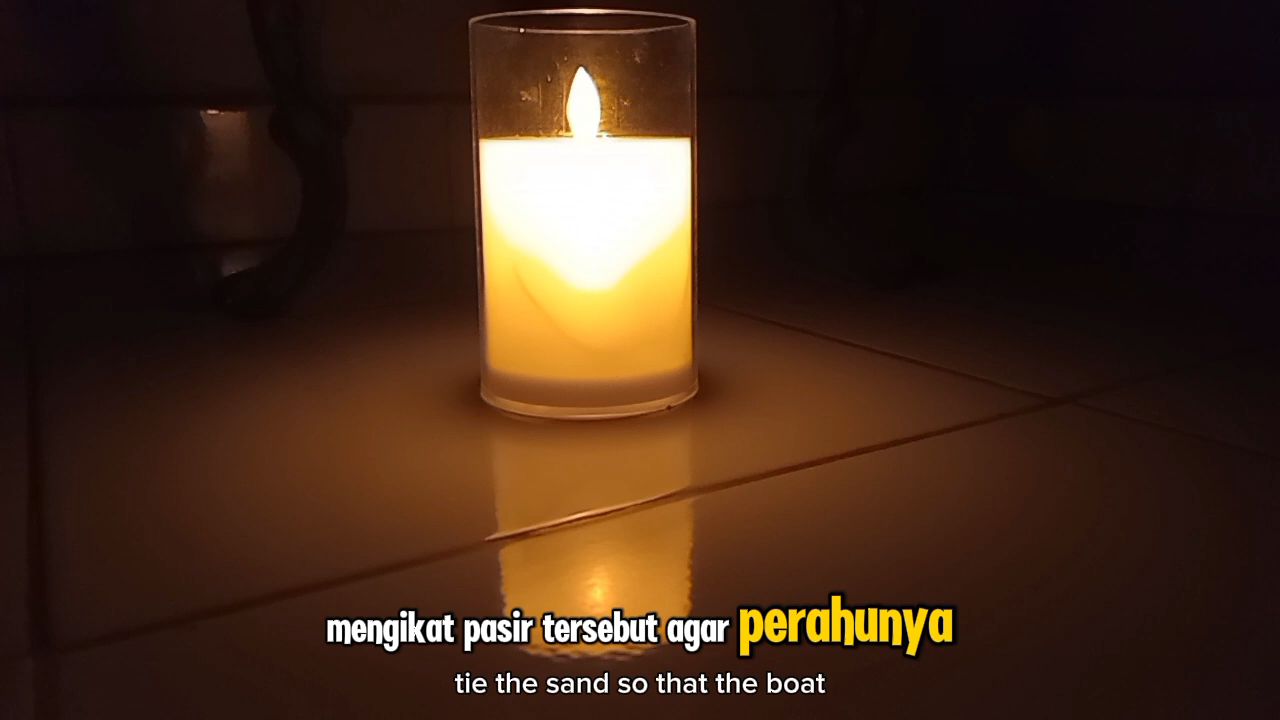 mengikat pasir tersebut agar perahunya
tie the sand so that the boat